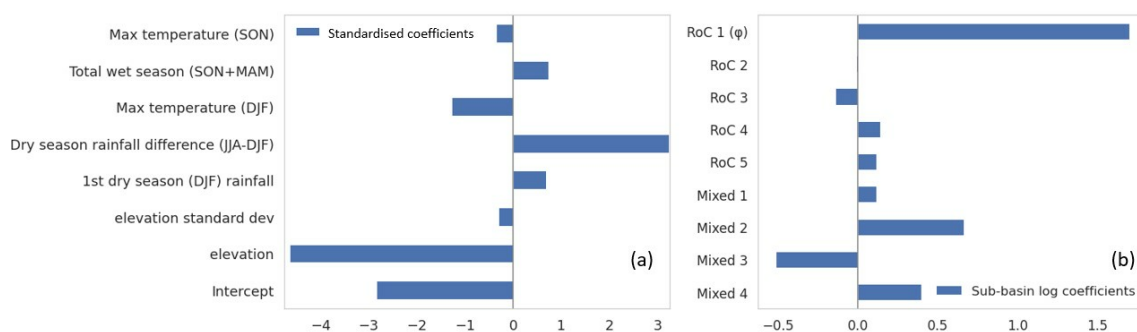 Max temperature (SON)
Total wet season (SON+MAM)
Max temperature (DJF)
Dry season rainfall difference (JJA-DJF)
1st dry season (DJF) rainfall
elevation standard dev
elevation
Intercept
Standardised coefficients
(a)
−4 −3 −2 −1 0 1 2 3
RoC 1 (φ)
RoC 2
RoC 3
RoC 4
RoC 5
Mixed 1
Mixed 2
Mixed 3
Mixed 4
(b)
Sub-basin log coefficients
−0.5 0.0 0.5 1.0 1.5